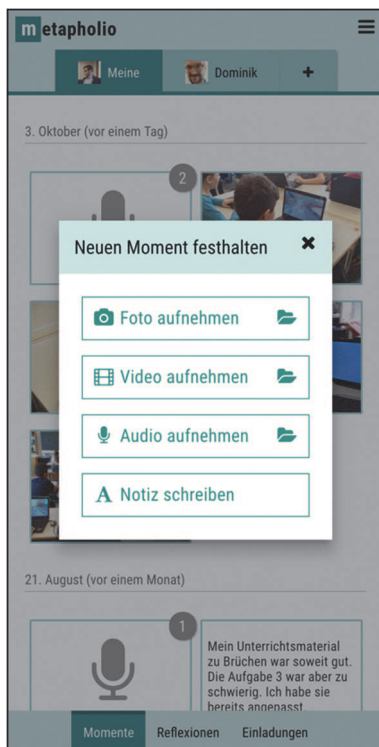 metapholio
Meine
Dominik
+
3. Oktober (vor einem Tag)
2
Neuen Moment festhalten
Foto aufnehmen
Video aufnehmen
Audio aufnehmen
A Notiz schreiben
21. August (vor einem Monat)
1
Mein Unterrichtsmaterial
zu Brüchen war soweit gut.
Die Aufgabe 3 war aber zu
schwierig. Ich habe sie
bereits angepasst.
Momente
Reflexionen
Einladungen